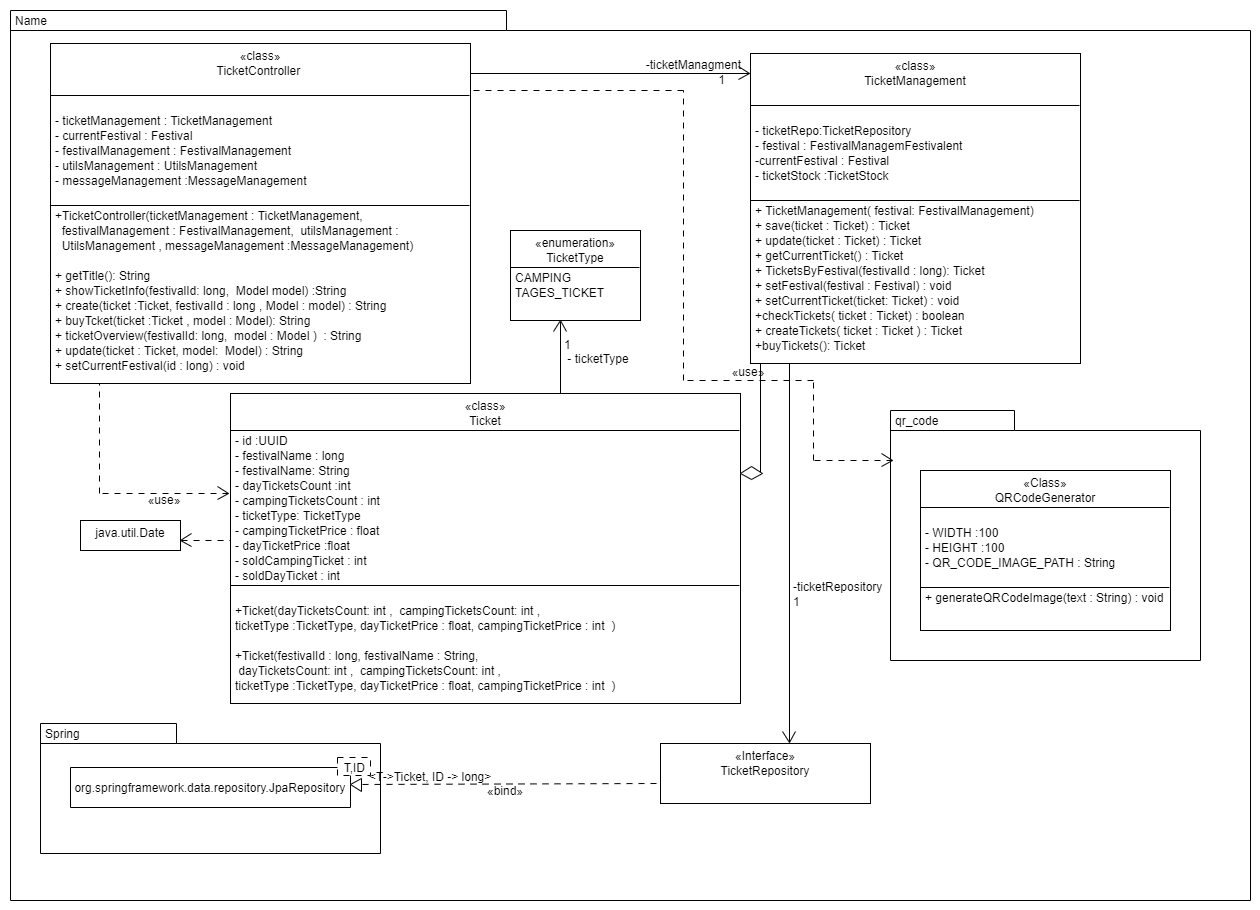 Name
«class»
TicketController
- ticketManagement : TicketManagement
- currentFestival : Festival
- festivalManagement : FestivalManagement
- utilsManagement : UtilsManagement
- messageManagement :MessageManagement
+TicketController(ticketManagement : TicketManagement,
festivalManagement : FestivalManagement,  utilsManagement :
UtilsManagement , messageManagement :MessageManagement)
+ getTitle(): String
+ showTicketInfo(festivalId: long,  Model model) :String
+ create(ticket :Ticket, festivalId : long , Model : model) : String
+ buyTcket(ticket :Ticket , model : Model): String
+ ticketOverview(festivalId: long,  model : Model )  : String
+ update(ticket : Ticket, model:  Model) : String
+ setCurrentFestival(id : long) : void
-ticketManagment
1
«class»
TicketManagement
- ticketRepo:TicketRepository
- festival : FestivalManagemFestivalent
-currentFestival : Festival
- ticketStock :TicketStock
+ TicketManagement( festival: FestivalManagement)
+ save(ticket : Ticket) : Ticket
+ update(ticket : Ticket) : Ticket
+ getCurrentTicket() : Ticket
+ TicketsByFestival(festivalId : long): Ticket
+ setFestival(festival : Festival) : void
+ setCurrentTicket(ticket: Ticket) : void
+checkTickets( ticket : Ticket) : boolean
+ createTickets( ticket : Ticket ) : Ticket
+buyTickets(): Ticket
«enumeration»
TicketType
CAMPING
TAGES_TICKET
1
- ticketType
«use»
«class»
Ticket
- id :UUID
- festivalName : long
- festivalName: String
- dayTicketsCount :int
- campingTicketsCount : int
- ticketType: TicketType
- campingTicketPrice : float
- dayTicketPrice :float
- soldCampingTicket : int
- soldDayTicket : int
+Ticket(dayTicketsCount: int ,  campingTicketsCount: int ,
ticketType :TicketType, dayTicketPrice : float, campingTicketPrice : int  )
+Ticket(festivalId : long, festivalName : String,
dayTicketsCount: int ,  campingTicketsCount: int ,
ticketType :TicketType, dayTicketPrice : float, campingTicketPrice : int  )
«use»
java.util.Date
qr_code
«Class»
QRCodeGenerator
- WIDTH :100
- HEIGHT :100
- QR_CODE_IMAGE_PATH : String
+ generateQRCodeImage(text : String) : void
-ticketRepository
1
Spring
T,ID
org.springframework.data.repository.JpaRepository
<T->Ticket, ID -> long>
«bind»
«Interface»
TicketRepository